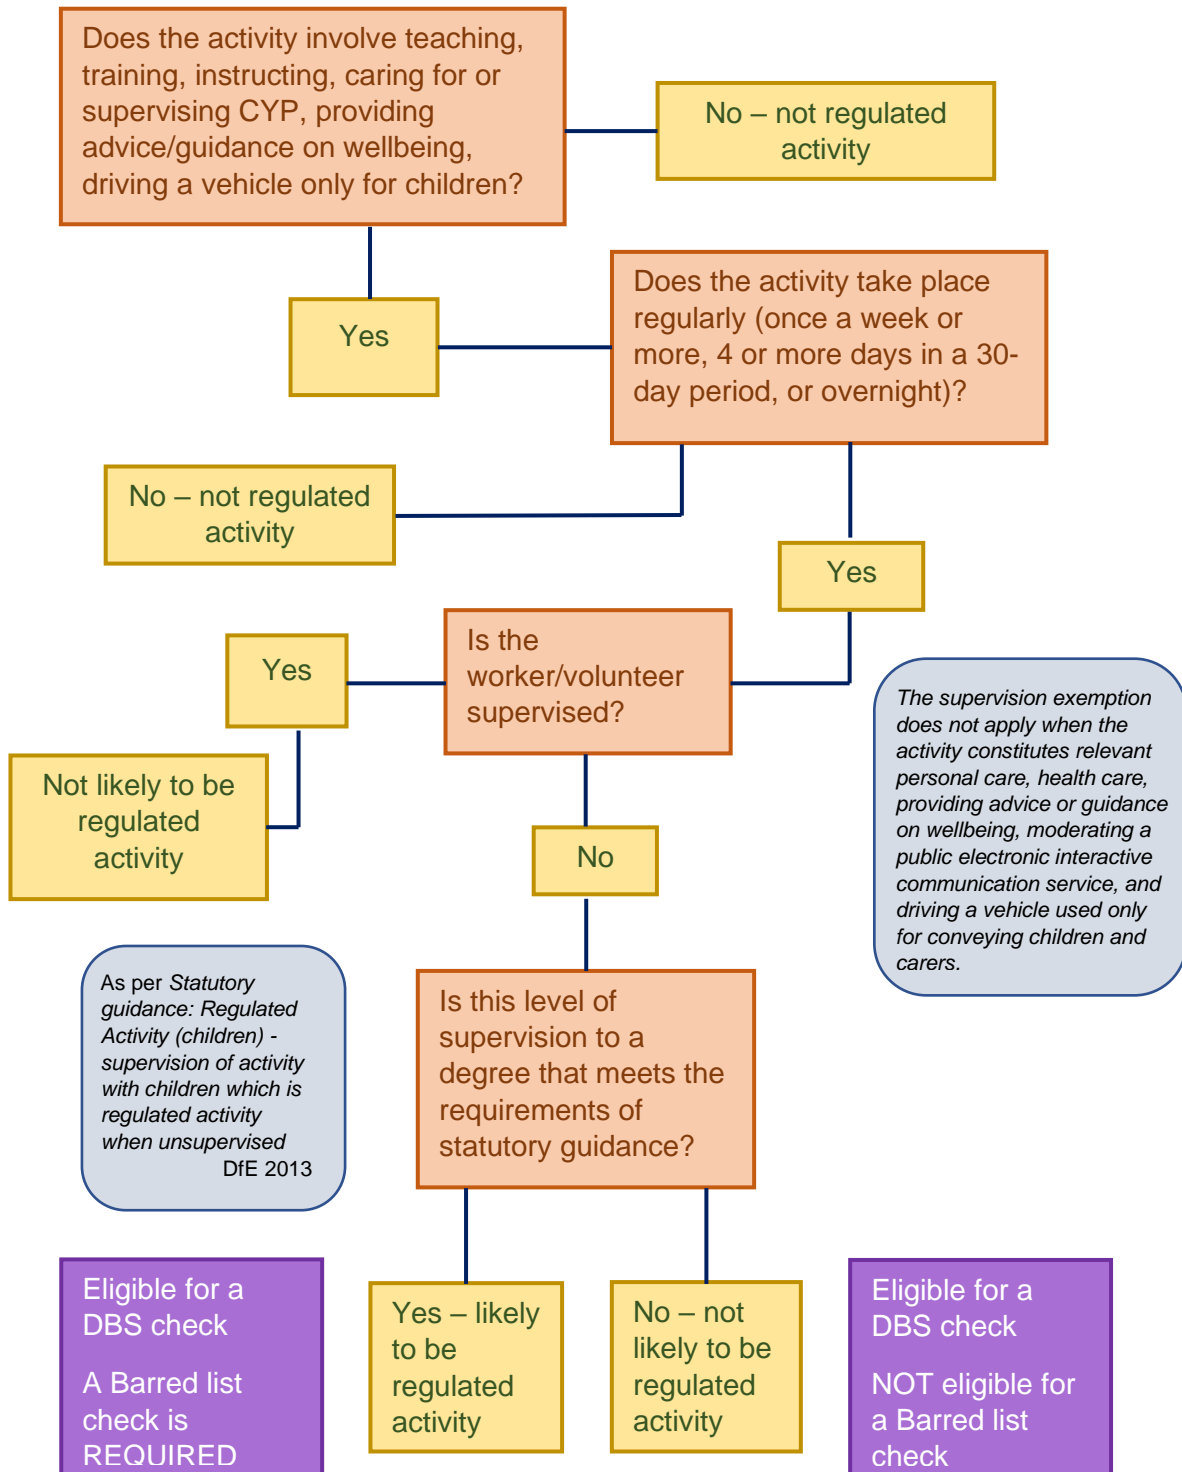 Does the activity involve teaching,
training, instructing, caring for or
supervising CYP, providing
advice/guidance on wellbeing,
driving a vehicle only for children?
No – not regulated
activity
Yes
Does the activity take place
regularly (once a week or
more, 4 or more days in a 30-
day period, or overnight)?
No – not regulated
activity
Yes
Is the
worker/volunteer
supervised?
Yes
Not likely to be
regulated
activity
No
The supervision exemption
does not apply when the
activity constitutes relevant
personal care, health care,
providing advice or guidance
on wellbeing, moderating a
public electronic interactive
communication service, and
driving a vehicle used only
for conveying children and
carers.
As per Statutory
guidance: Regulated
Activity (children) -
supervision of activity
with children which is
regulated activity
when unsupervised
DfE 2013
Is this level of
supervision to a
degree that meets the
requirements of
statutory guidance?
Eligible for a
DBS check
A Barred list
check is
REQUIRED
Yes – likely
to be
regulated
activity
No – not
likely to be
regulated
activity
Eligible for a
DBS check
NOT eligible for
a Barred list
check